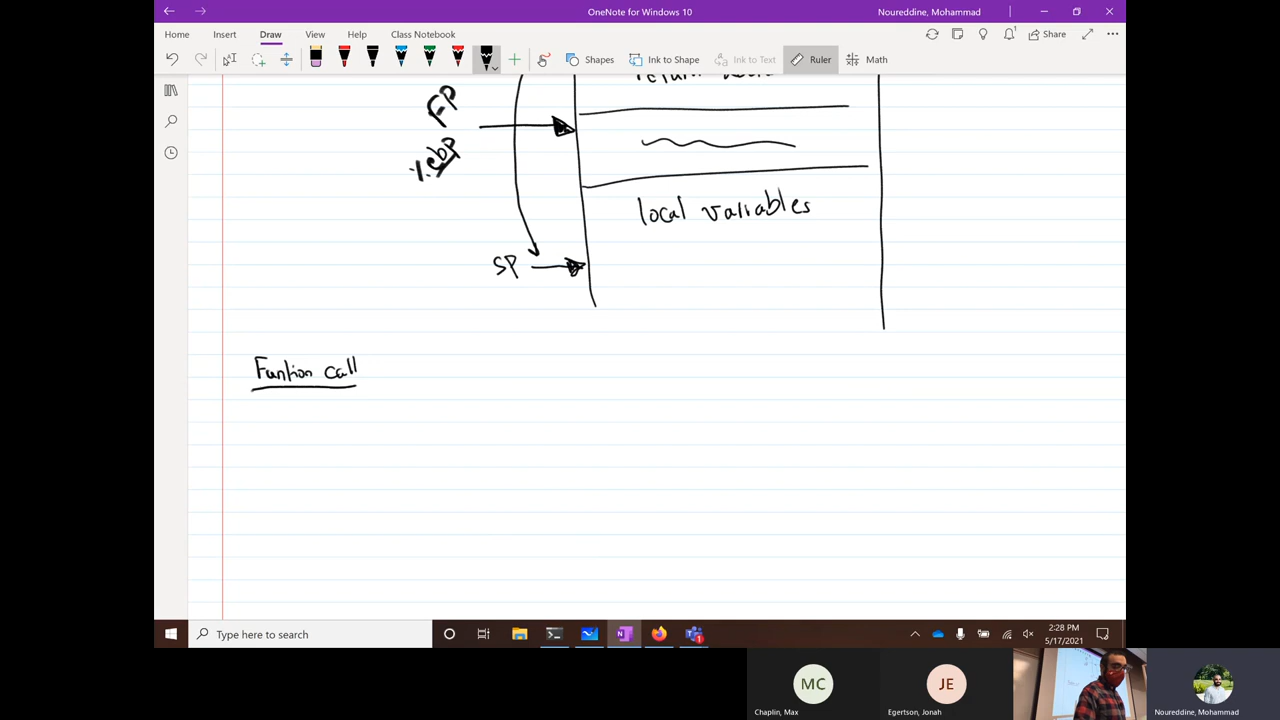 OneNote for Windows 10
Noureddine, Mohammad
Home Insert Draw View Help Class Notebook
Share
Shapes Ink to Shape Ink to Text Ruler Math
return
FP
%ebp
local variables
SP
Funtion call
Type here to search
2:28 PM
5/17/2021
MC
JE
Chaplin, Max
Egertson, Jonah
Noureddine, Mohammad